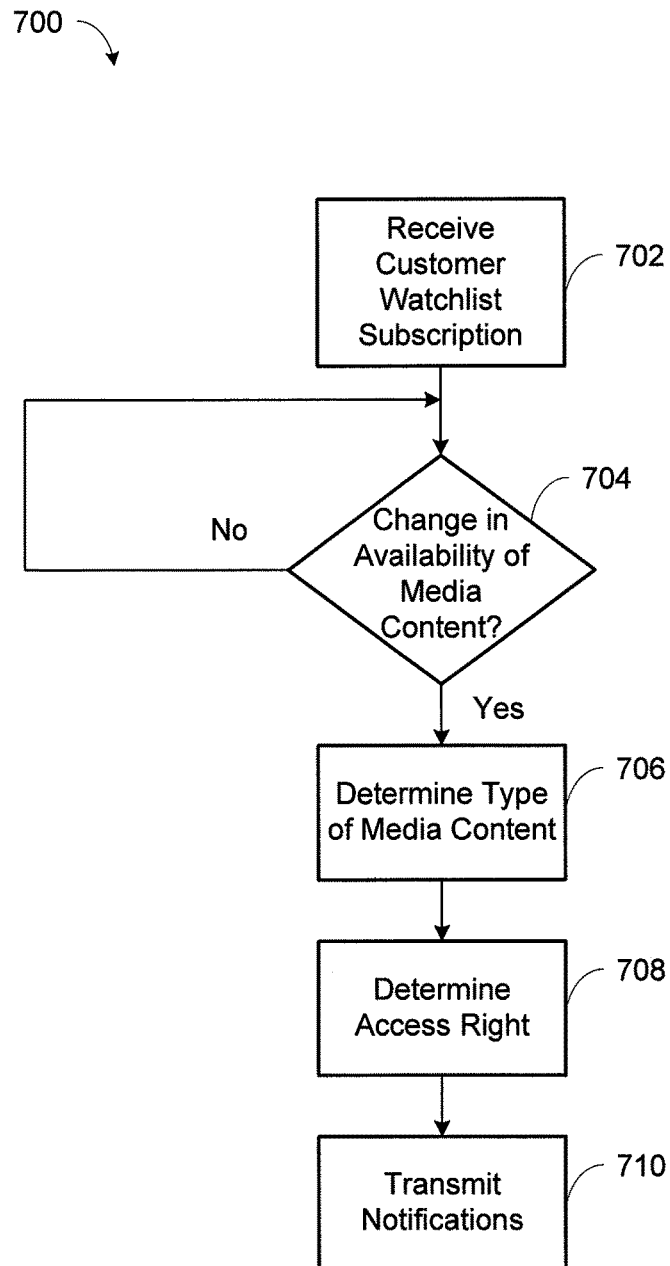 700
Receive
Customer
Watchlist
Subscription
702
704
Change in
Availability of
Media
Content?
No
Yes
706
Determine Type
of Media Content
708
Determine
Access Right
710
Transmit
Notifications